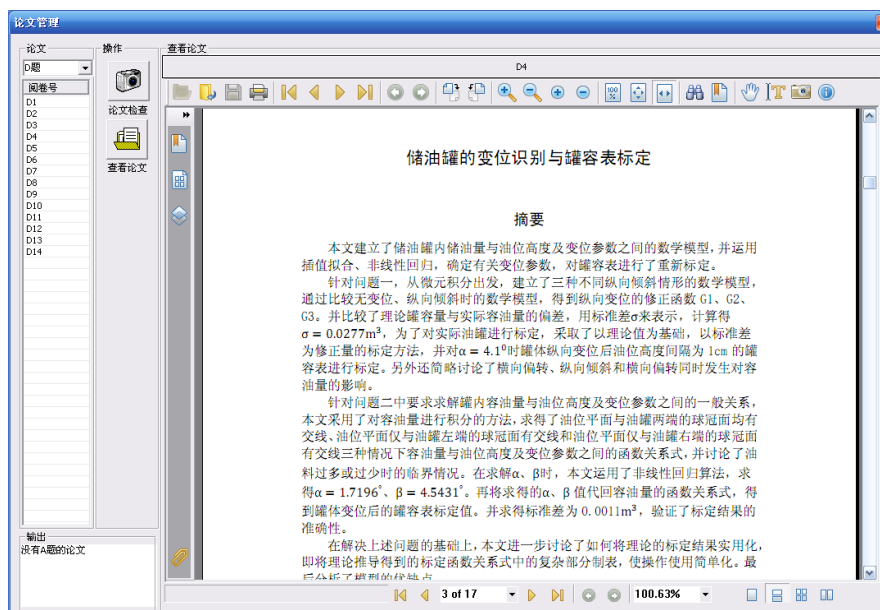 论文管理
论文
操作
查看论文
D题
D4
阅卷号
D1
D2
D3
D4
D5
D6
D7
D8
D9
D10
D11
D12
D13
D14
论文检查
查看论文
储油罐的变位识别与罐容表标定
摘要
本文建立了储油罐内储油量与油位高度及变位参数之间的数学模型，并运用
插值拟合、非线性回归，确定有关变位参数，对罐容表进行了重新标定。
针对问题一，从微元积分出发，建立了三种不同纵向倾斜情形的数学模型，
通过比较无变位、纵向倾斜时的数学模型，得到纵向变位的修正函数 G1、G2、
G3。并比较了理论罐容量与实际容油量的偏差，用标准差σ来表示，计算得
σ = 0.0277m³，为了对实际油罐进行标定，采取了以理论值为基础，以标准差
为修正量的标定方法，并对α = 4.1⁰时罐体纵向变位后油位高度间隔为 1cm 的罐
容表进行标定。另外还简略讨论了横向偏转、纵向倾斜和横向偏转同时发生对容
油量的影响。
针对问题二中要求求解罐内容油量与油位高度及变位参数之间的一般关系，
本文采用了对容油量进行积分的方法，求得了油位平面与油罐两端的球冠面均有
交线、油位平面仅与油罐左端的球冠面有交线和油位平面仅与油罐右端的球冠面
有交线三种情况下容油量与油位高度及变位参数之间的函数关系式，并讨论了油
料过多或过少时的临界情况。在求解α、β时，本文运用了非线性回归算法，求
得α = 1.7196°、β = 4.5431°。再将求得的α、β 值代回容油量的函数关系式，得
到罐体变位后的罐容表标定值。并求得标准差为 0.0011m³，验证了标定结果的
准确性。
在解决上述问题的基础上，本文进一步讨论了如何将理论的标定结果实用化，
即将理论推导得到的标定函数关系式中的复杂部分制表，使操作使用简单化。最
后分析了模型的优缺点
输出
没有A题的论文
3 of 17
100.63%